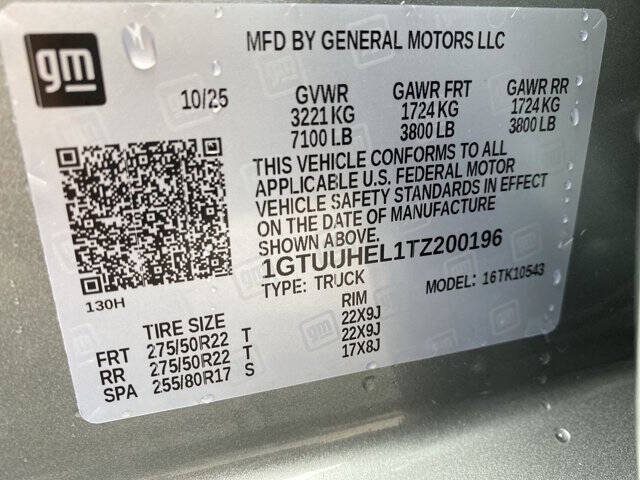 gm
MFD BY GENERAL MOTORS LLC
10/25
GVWR GAWR FRT GAWR RR
3221 KG 1724 KG 1724 KG
7100 LB 3800 LB 3800 LB
THIS VEHICLE CONFORMS TO ALL
APPLICABLE U.S. FEDERAL MOTOR
VEHICLE SAFETY STANDARDS IN EFFECT
ON THE DATE OF MANUFACTURE
SHOWN ABOVE.
1GTUUHEL1TZ200196
TYPE: TRUCK MODEL: 16TK10543
130H
TIRE SIZE RIM
FRT 275/50R22 T 22X9J
RR 275/50R22 T 22X9J
SPA 255/80R17 S 17X8J